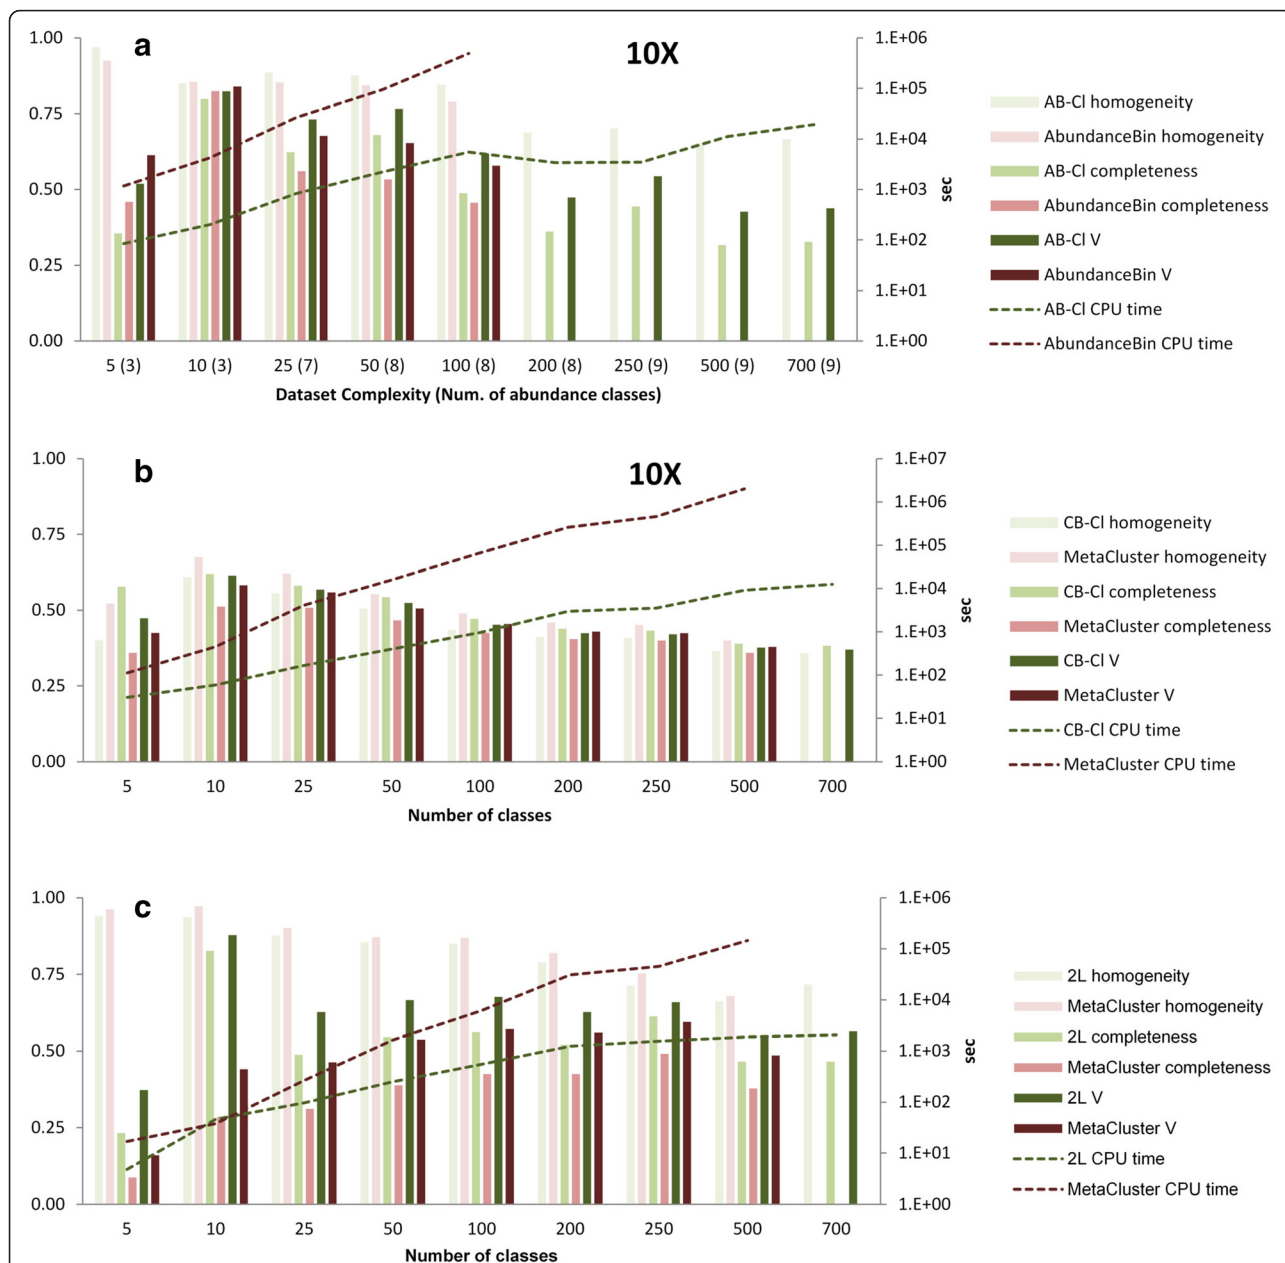 a
10X
1.00
0.75
0.50
0.25
0.00
1.E+06
1.E+05
1.E+04
1.E+03
1.E+02
1.E+01
1.E+00
sec
5 (3) 10 (3) 25 (7) 50 (8) 100 (8) 200 (8) 250 (9) 500 (9) 700 (9)
Dataset Complexity (Num. of abundance classes)
AB-Cl homogeneity
AbundanceBin homogeneity
AB-Cl completeness
AbundanceBin completeness
AB-Cl V
AbundanceBin V
AB-Cl CPU time
AbundanceBin CPU time
b
10X
1.00
0.75
0.50
0.25
0.00
1.E+07
1.E+06
1.E+05
1.E+04
1.E+03
1.E+02
1.E+01
1.E+00
sec
5 10 25 50 100 200 250 500 700
Number of classes
CB-Cl homogeneity
MetaCluster homogeneity
CB-Cl completeness
MetaCluster completeness
CB-Cl V
MetaCluster V
CB-Cl CPU time
MetaCluster CPU time
c
1.00
0.75
0.50
0.25
0.00
1.E+06
1.E+05
1.E+04
1.E+03
1.E+02
1.E+01
1.E+00
sec
5 10 25 50 100 200 250 500 700
Number of classes
2L homogeneity
MetaCluster homogeneity
2L completeness
MetaCluster completeness
2L V
MetaCluster V
2L CPU time
MetaCluster CPU time